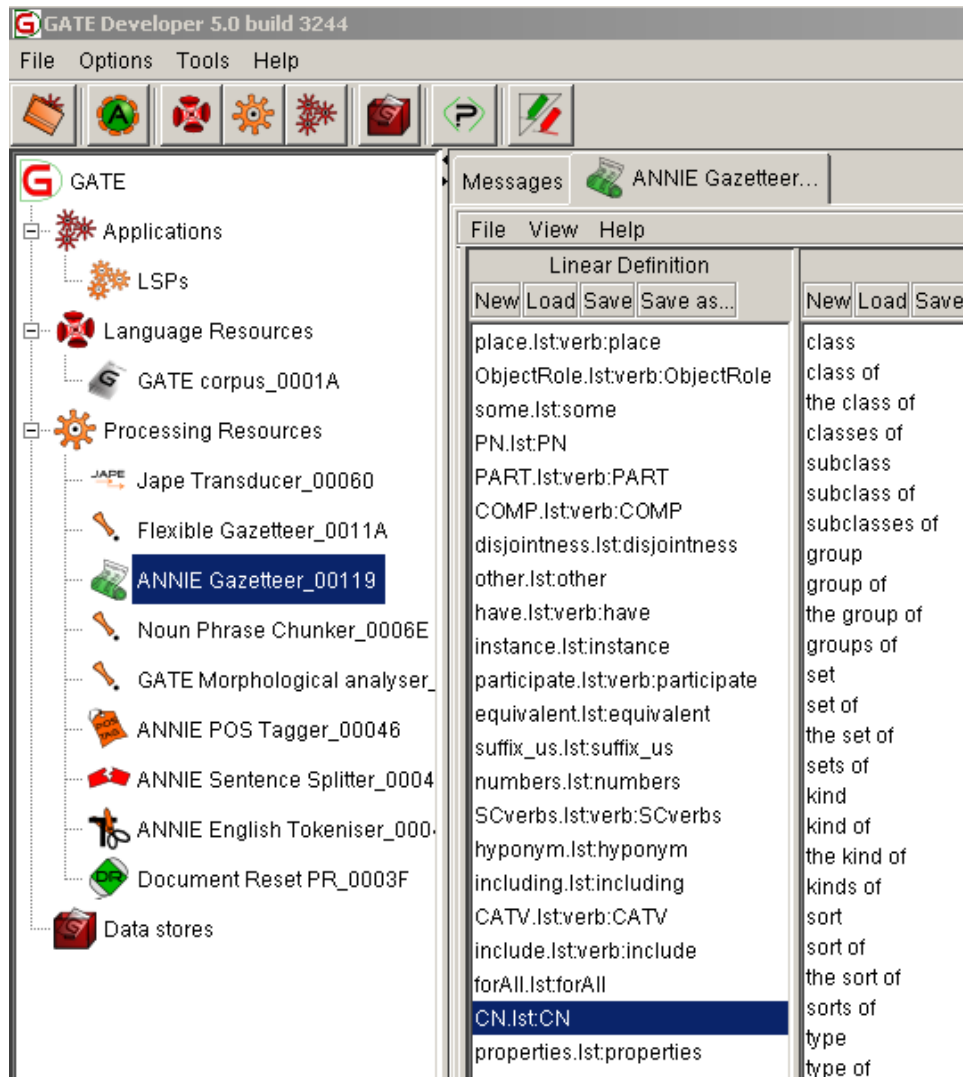 GATE Developer 5.0 build 3244
File Options Tools Help
GATE
Applications
LSPs
Language Resources
GATE corpus_0001A
Processing Resources
Jape Transducer_00060
Flexible Gazetteer_0011A
ANNIE Gazetteer_00119
Noun Phrase Chunker_0006E
GATE Morphological analyser_
ANNIE POS Tagger_00046
ANNIE Sentence Splitter_0004
ANNIE English Tokeniser_000
Document Reset PR_0003F
Data stores
Messages ANNIE Gazetteer...
File View Help
Linear Definition
New Load Save Save as...
place.lst:verb:place
ObjectRole.lst:verb:ObjectRole
some.lst:some
PN.lst:PN
PART.lst:verb:PART
COMP.lst:verb:COMP
disjointness.lst:disjointness
other.lst:other
have.lst:verb:have
instance.lst:instance
participate.lst:verb:participate
equivalent.lst:equivalent
suffix_us.lst:suffix_us
numbers.lst:numbers
SCverbs.lst:verb:SCverbs
hyponym.lst:hyponym
including.lst:including
CATV.lst:verb:CATV
include.lst:verb:include
forAll.lst:forAll
CN.lst:CN
properties.lst:properties
New Load Save
class
class of
the class of
classes of
subclass
subclass of
subclasses of
group
group of
the group of
groups of
set
set of
the set of
sets of
kind
kind of
the kind of
kinds of
sort
sort of
the sort of
sorts of
type
type of